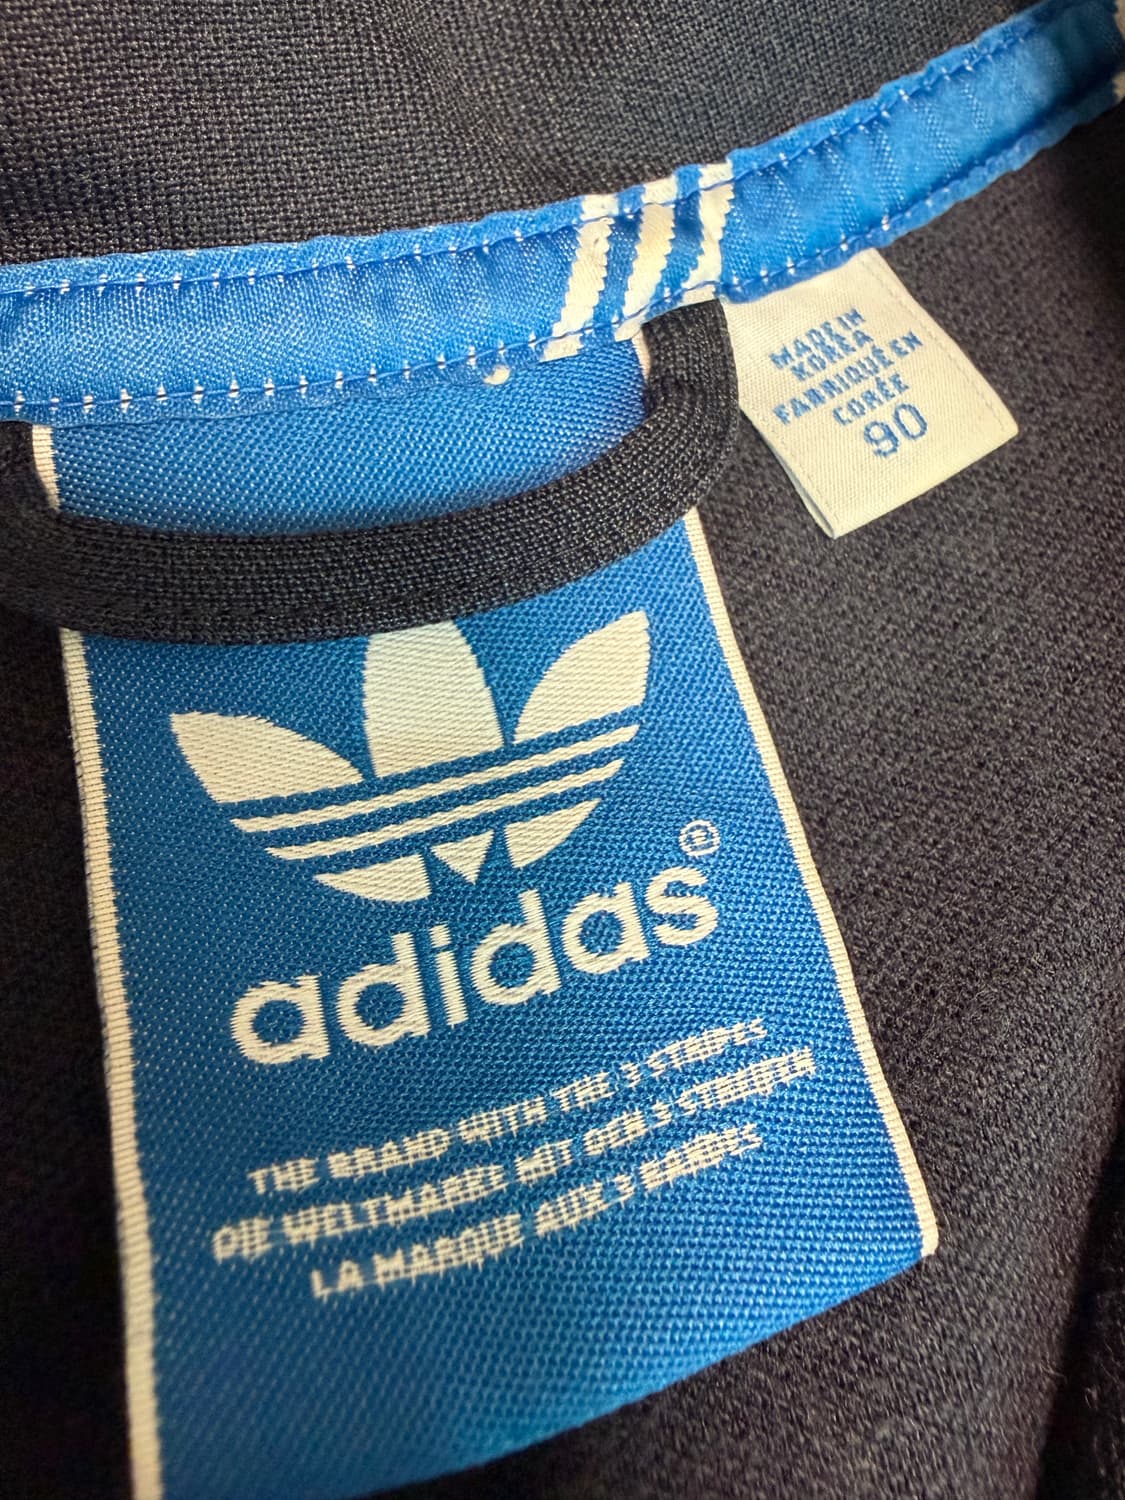 MADE IN
KOREA
FABRIQUÉ EN
CORÉE
90
adidas®
THE BRAND WITH THE 3 STRIPES
DIE WELTMARKE MIT DEN 3 STREIFEN
LA MARQUE AUX 3 BANDES